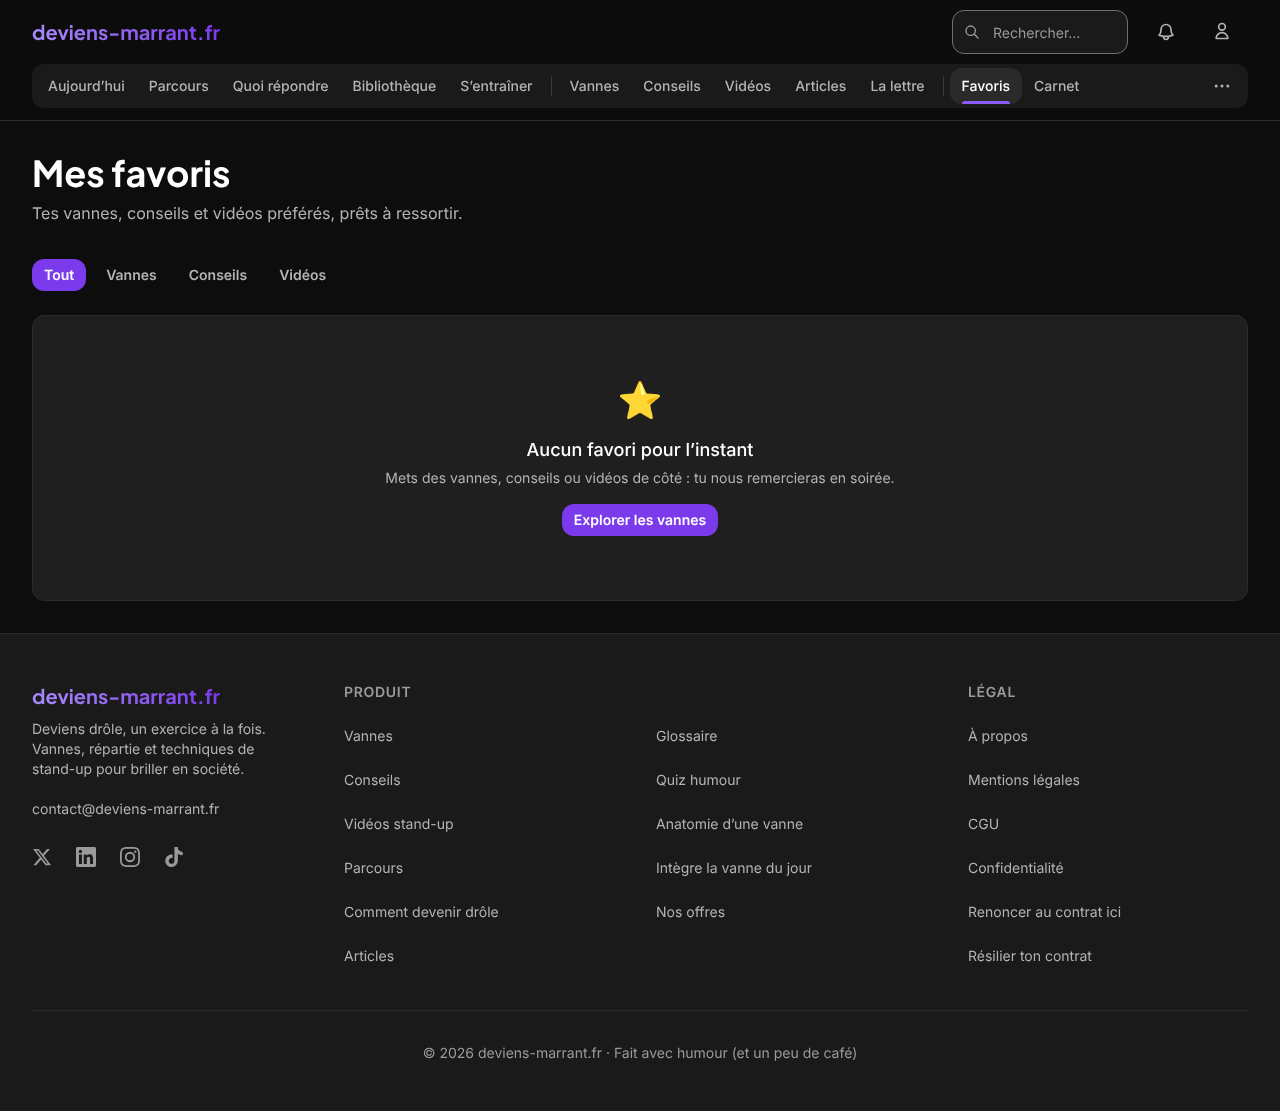 deviens-marrant.fr
Rechercher...
Aujourd’hui Parcours Quoi répondre Bibliothèque S’entraîner Vannes Conseils Vidéos Articles La lettre Favoris Carnet
Mes favoris
Tes vannes, conseils et vidéos préférés, prêts à ressortir.
Tout Vannes Conseils Vidéos
Aucun favori pour l’instant
Mets des vannes, conseils ou vidéos de côté : tu nous remercieras en soirée.
Explorer les vannes
deviens-marrant.fr
Deviens drôle, un exercice à la fois.
Vannes, répartie et techniques de
stand-up pour briller en société.
contact@deviens-marrant.fr
PRODUIT
Vannes
Conseils
Vidéos stand-up
Parcours
Comment devenir drôle
Articles
Glossaire
Quiz humour
Anatomie d’une vanne
Intègre la vanne du jour
Nos offres
LÉGAL
À propos
Mentions légales
CGU
Confidentialité
Renoncer au contrat ici
Résilier ton contrat
© 2026 deviens-marrant.fr · Fait avec humour (et un peu de café)